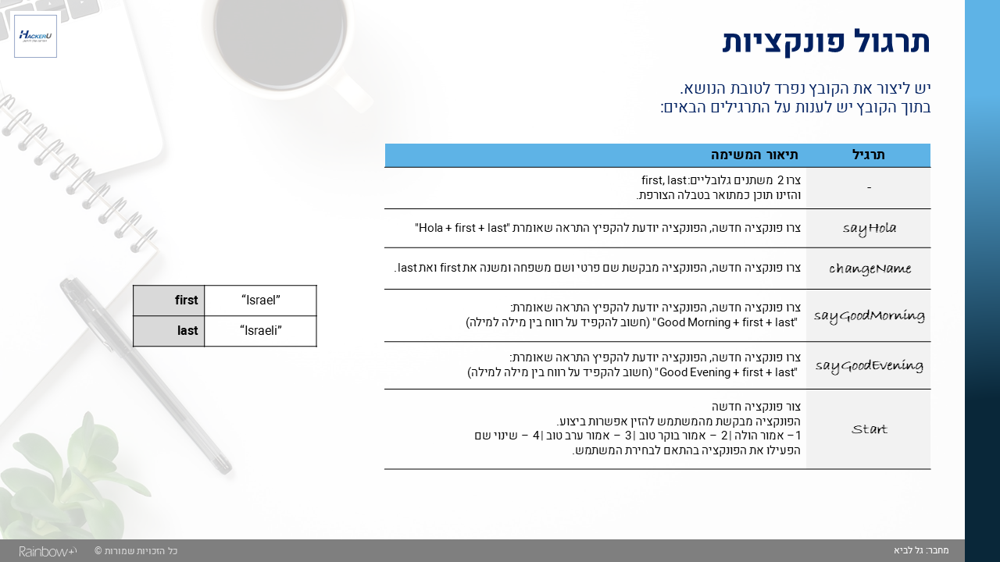 HACKERU
תרגול פונקציות
יש ליצור את הקובץ נפרד לטובת הנושא.
בתוך הקובץ יש לענות על התרגילים הבאים:
תרגיל תיאור המשימה
-
צרו 2 משתנים גלובליים: first, last
והזינו תוכן כמתואר בטבלה הצורפת.
sayHola
צרו פונקציה חדשה, הפונקציה יודעת להקפיץ התראה שאומרת "Hola + first + last"
changeName
צרו פונקציה חדשה, הפונקציה מבקשת שם פרטי ושם משפחה ומשנה את first ואת last.
sayGoodMorning
צרו פונקציה חדשה, הפונקציה יודעת להקפיץ התראה שאומרת:
"Good Morning + first + last" (חשוב להקפיד על רווח בין מילה למילה)
sayGoodEvening
צרו פונקציה חדשה, הפונקציה יודעת להקפיץ התראה שאומרת:
"Good Evening + first + last" (חשוב להקפיד על רווח בין מילה למילה)
Start
צור פונקציה חדשה
הפונקציה מבקשת מהמשתמש להזין אפשרות ביצוע.
1– אמור הולה | 2 – אמור בוקר טוב | 3 – אמור ערב טוב | 4 – שינוי שם
הפעילו את הפונקציה בהתאם לבחירת המשתמש.
first “Israel”
last “Israeli”
מחבר: גל לביא
כל הזכויות שמורות ©
Rainbow+